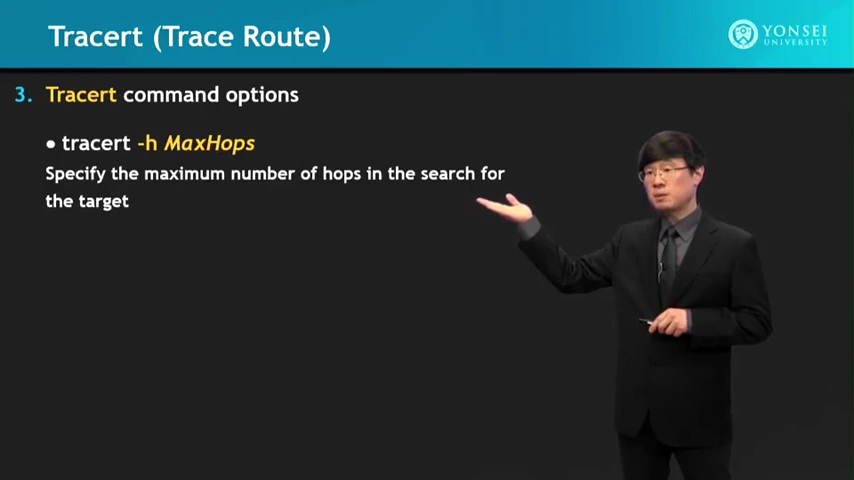 Tracert (Trace Route)
YONSEI
UNIVERSITY
3. Tracert command options
• tracert -h MaxHops
Specify the maximum number of hops in the search for
the target